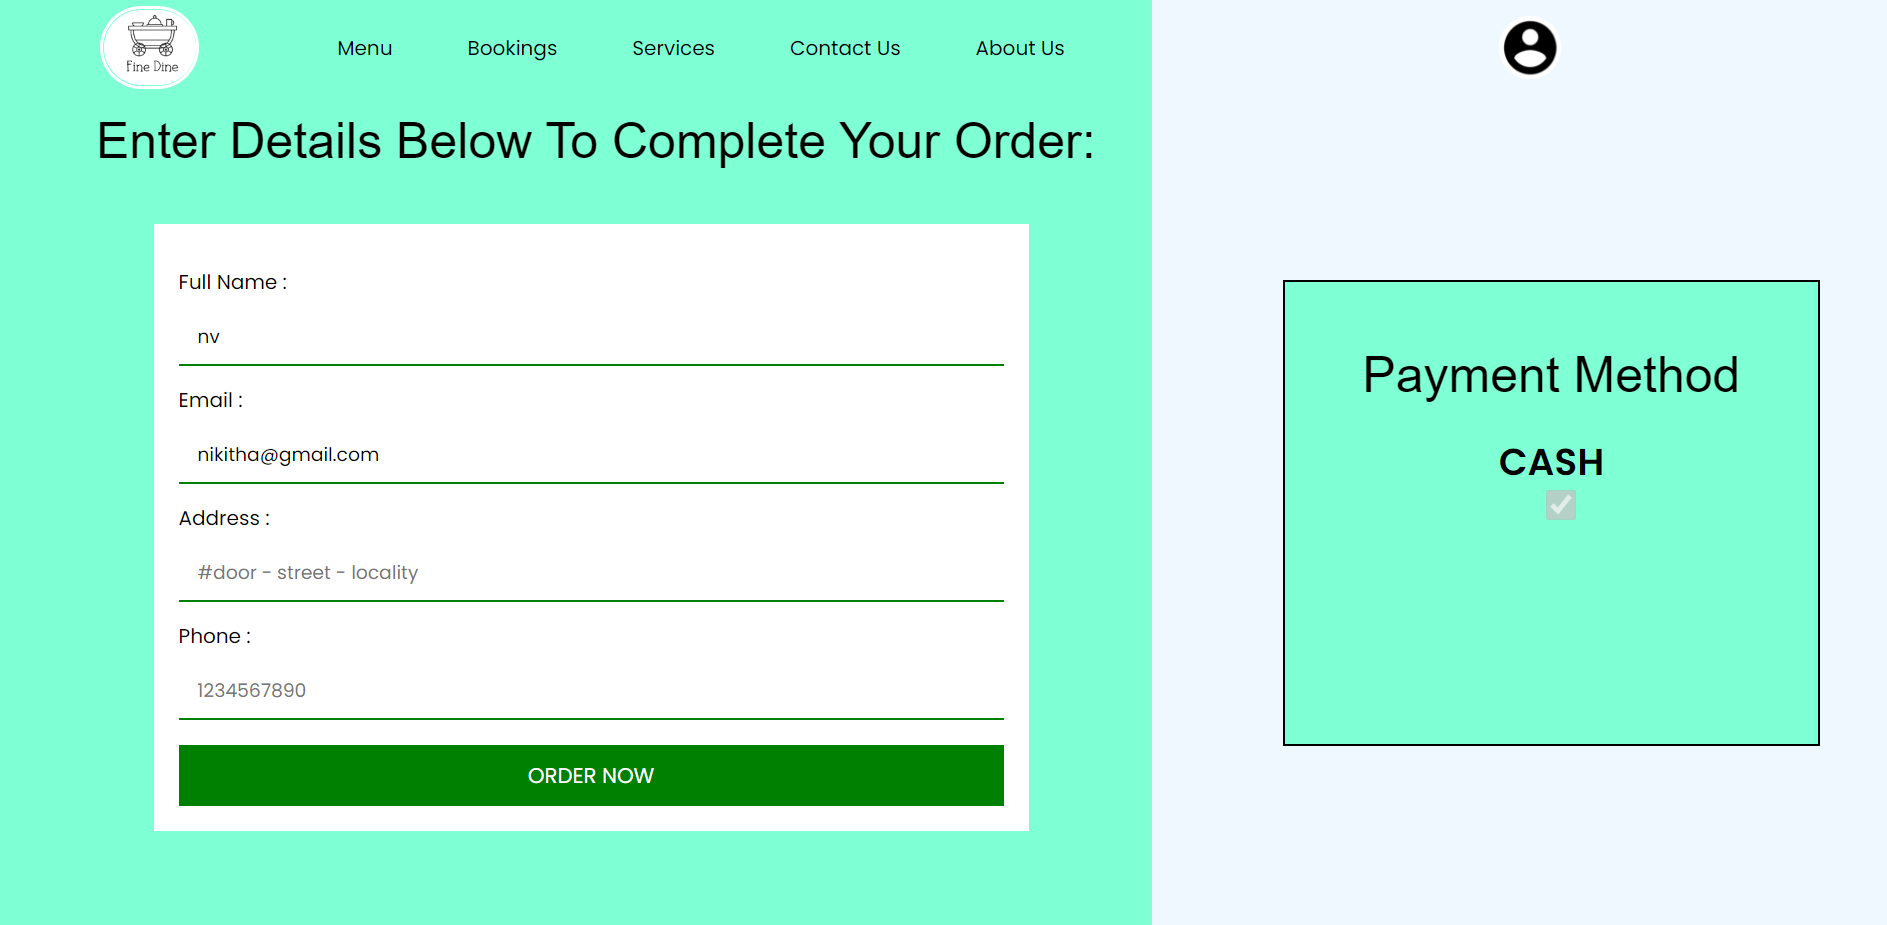 Fine Dine
Menu Bookings Services Contact Us About Us
Enter Details Below To Complete Your Order:
Full Name :
nv
Email :
nikitha@gmail.com
Address :
#door - street - locality
Phone :
1234567890
ORDER NOW
Payment Method
CASH